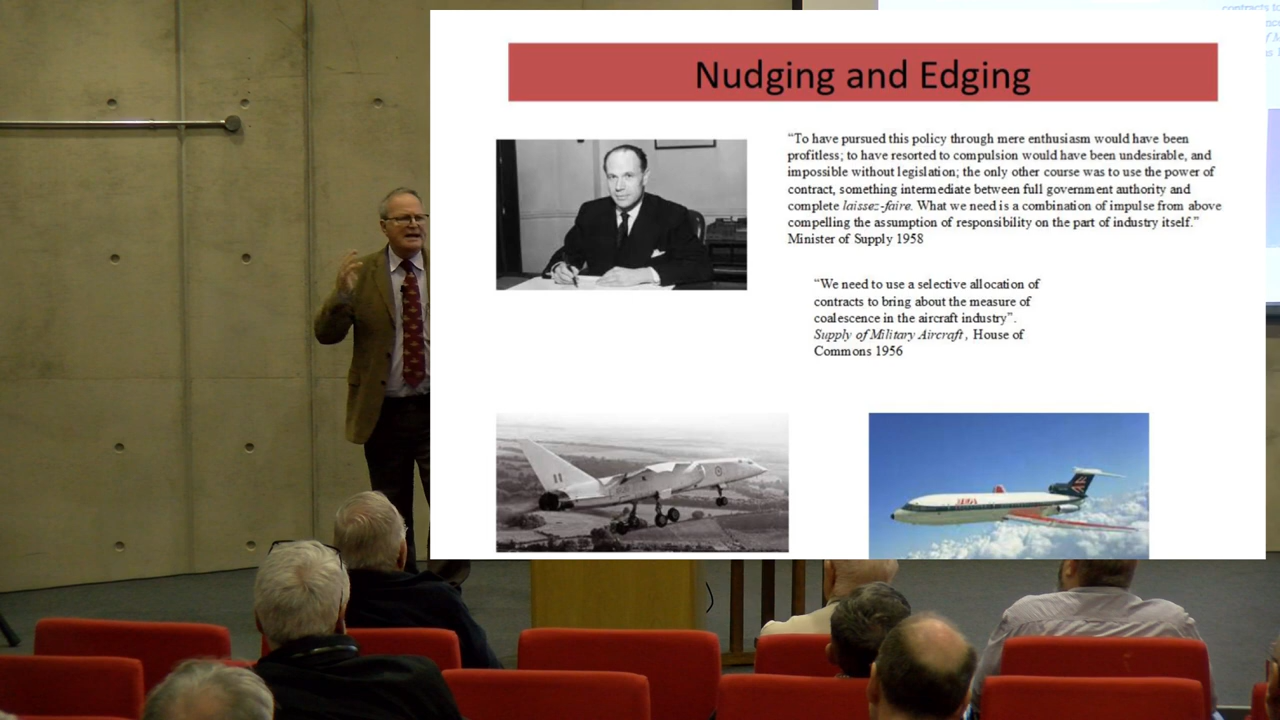 Nudging and Edging
“To have pursued this policy through mere enthusiasm would have been
profitless; to have resorted to compulsion would have been undesirable, and
impossible without legislation; the only other course was to use the power of
contract, something intermediate between full government authority and
complete laissez-faire. What we need is a combination of impulse from above
compelling the assumption of responsibility on the part of industry itself.”
Minister of Supply 1958
“We need to use a selective allocation of
contracts to bring about the measure of
coalescence in the aircraft industry”.
Supply of Military Aircraft, House of
Commons 1956
BEA
contracts to